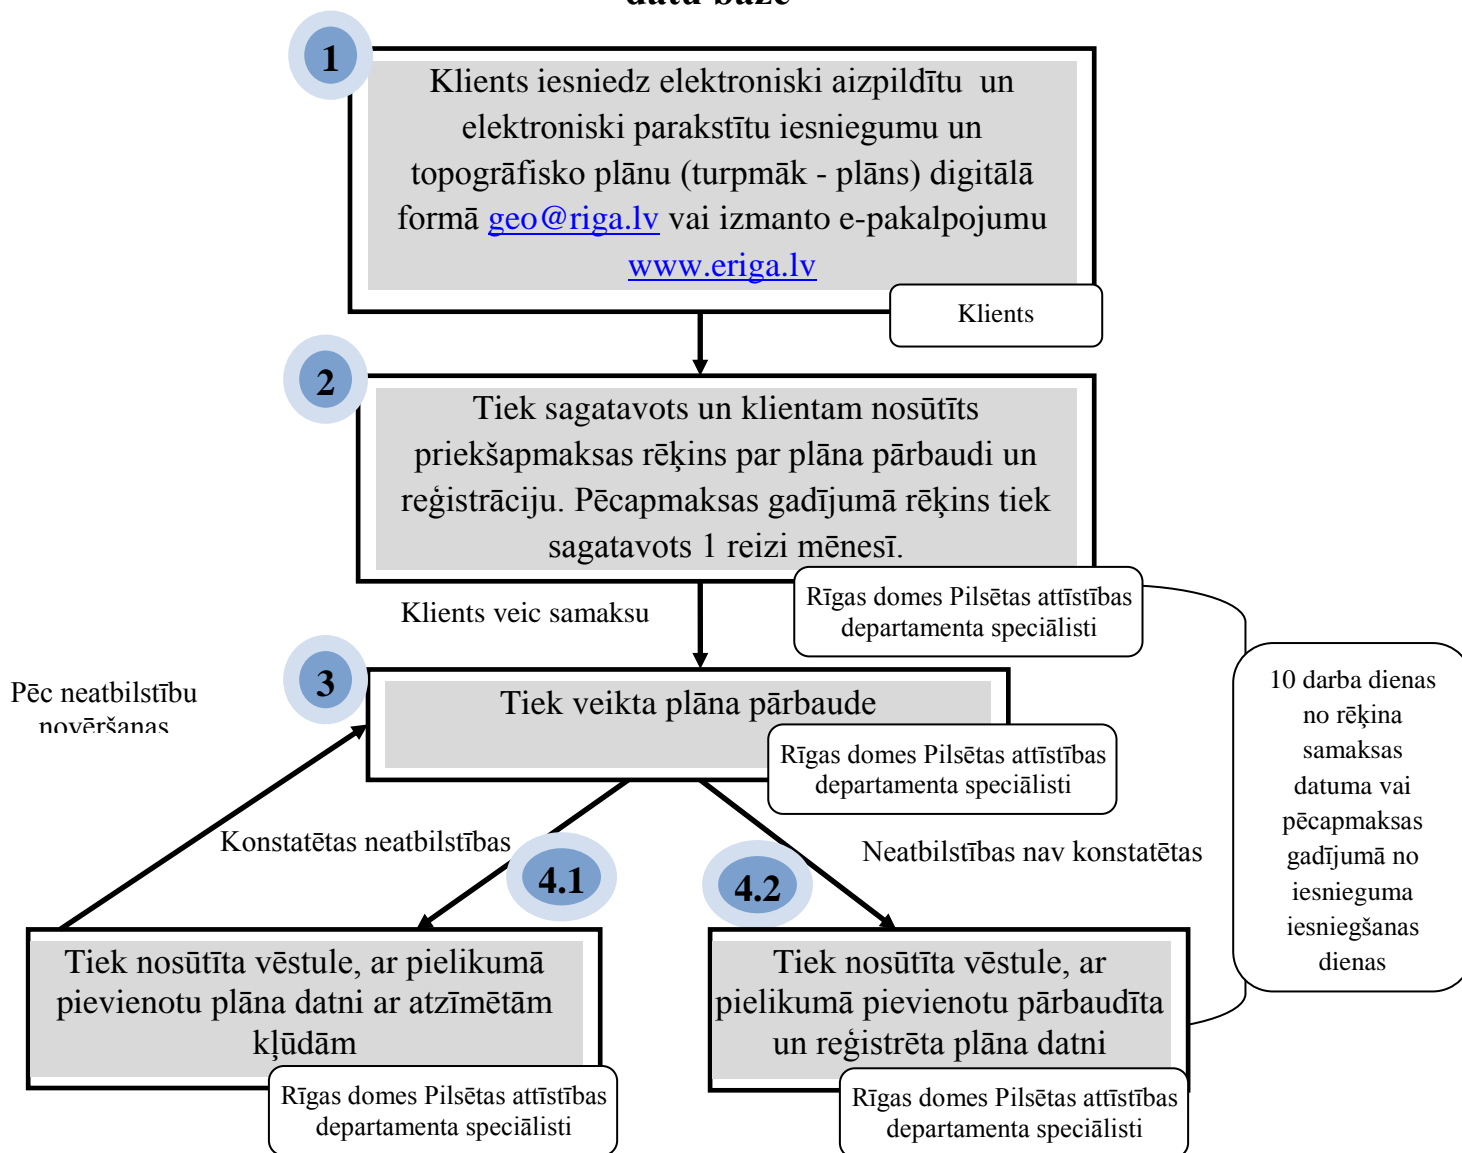 datu bāzē
1
Klients iesniedz elektroniski aizpildītu un
elektroniski parakstītu iesniegumu un
topogrāfisko plānu (turpmāk - plāns) digitālā
formā geo@riga.lv vai izmanto e-pakalpojumu
www.eriga.lv
Klients
2
Tiek sagatavots un klientam nosūtīts
priekšapmaksas rēķins par plāna pārbaudi un
reģistrāciju. Pēcapmaksas gadījumā rēķins tiek
sagatavots 1 reizi mēnesī.
Rīgas domes Pilsētas attīstības
departamenta speciālisti
Klients veic samaksu
3
Tiek veikta plāna pārbaude
Rīgas domes Pilsētas attīstības
departamenta speciālisti
Pēc neatbilstību
novēršanas
10 darba dienas
no rēķina
samaksas
datuma vai
pēcapmaksas
gadījumā no
iesnieguma
iesniegšanas
dienas
Konstatētas neatbilstības
4.1
Neatbilstības nav konstatētas
4.2
Tiek nosūtīta vēstule, ar pielikumā
pievienotu plāna datni ar atzīmētām
kļūdām
Rīgas domes Pilsētas attīstības
departamenta speciālisti
Tiek nosūtīta vēstule, ar
pielikumā pievienotu pārbaudīta
un reģistrēta plāna datni
Rīgas domes Pilsētas attīstības
departamenta speciālisti